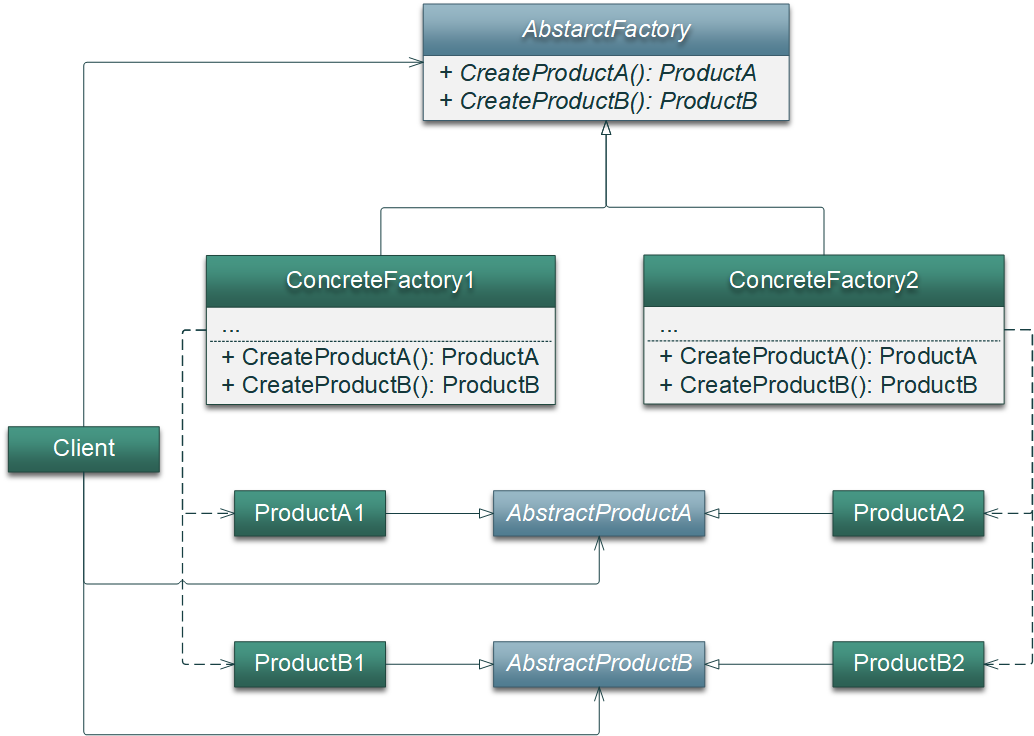 AbstarctFactory
+ CreateProductA(): ProductA
+ CreateProductB(): ProductB
ConcreteFactory1
...
+ CreateProductA(): ProductA
+ CreateProductB(): ProductB
ConcreteFactory2
...
+ CreateProductA(): ProductA
+ CreateProductB(): ProductB
Client
ProductA1
AbstractProductA
ProductA2
ProductB1
AbstractProductB
ProductB2